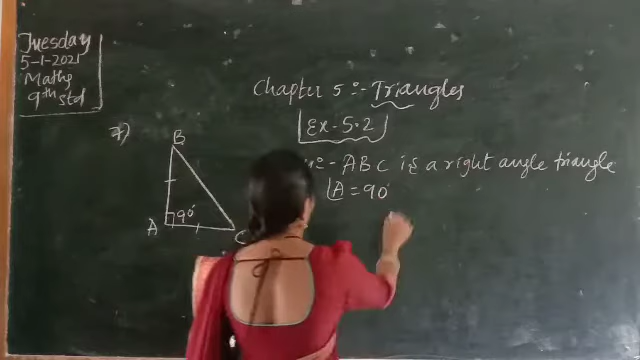 Tuesday
5-1-2021
Maths
9th std
Chapter 5 :- Triangles
Ex-5.2
7)
ABC is a right angle triangle
∠A = 90°
B
90°
A
C